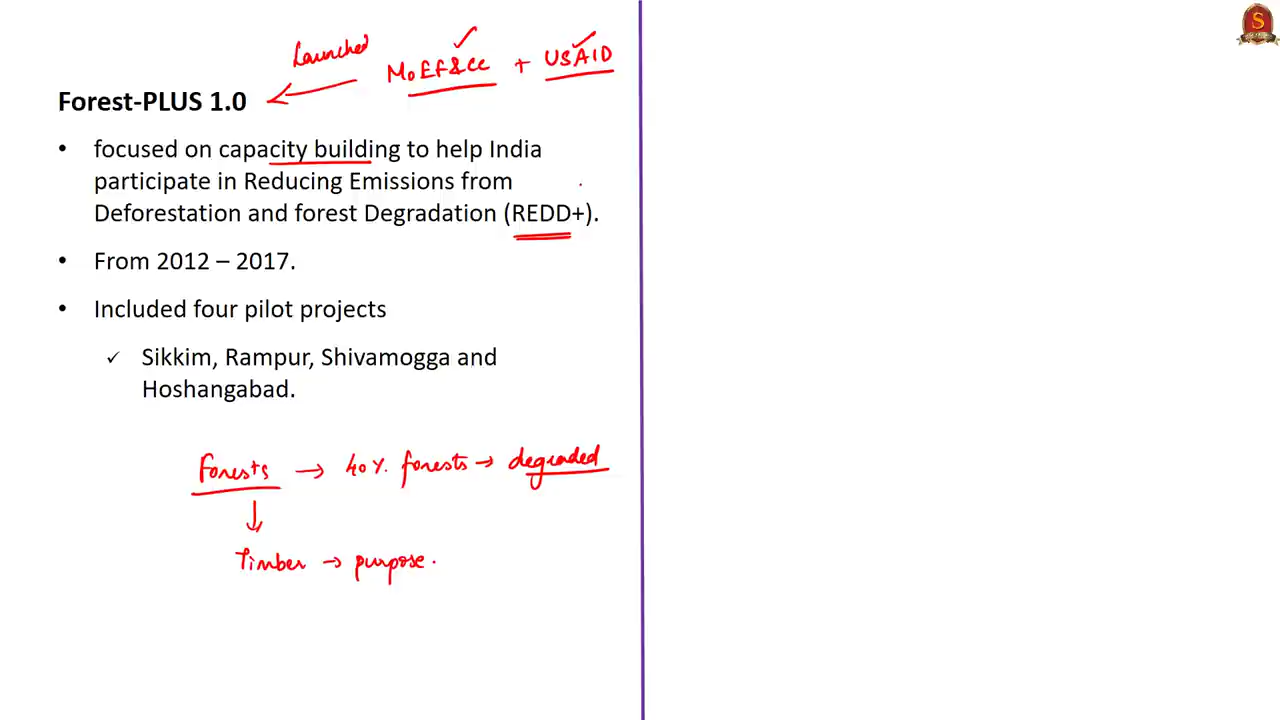 Launched
MoEF&CC + USAID
Forest-PLUS 1.0
• focused on capacity building to help India
participate in Reducing Emissions from
Deforestation and forest Degradation (REDD+).
• From 2012 – 2017.
• Included four pilot projects
✓ Sikkim, Rampur, Shivamogga and
Hoshangabad.
Forests → 40%. forests → degraded
↓
Timber → purpose.
S